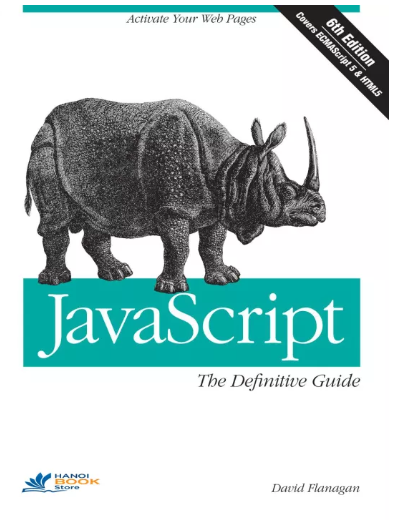 Activate Your Web Pages
6th Edition
Covers ECMAScript 5 & HTML5
JavaScript
The Definitive Guide
HANOI
BOOK
Store
David Flanagan